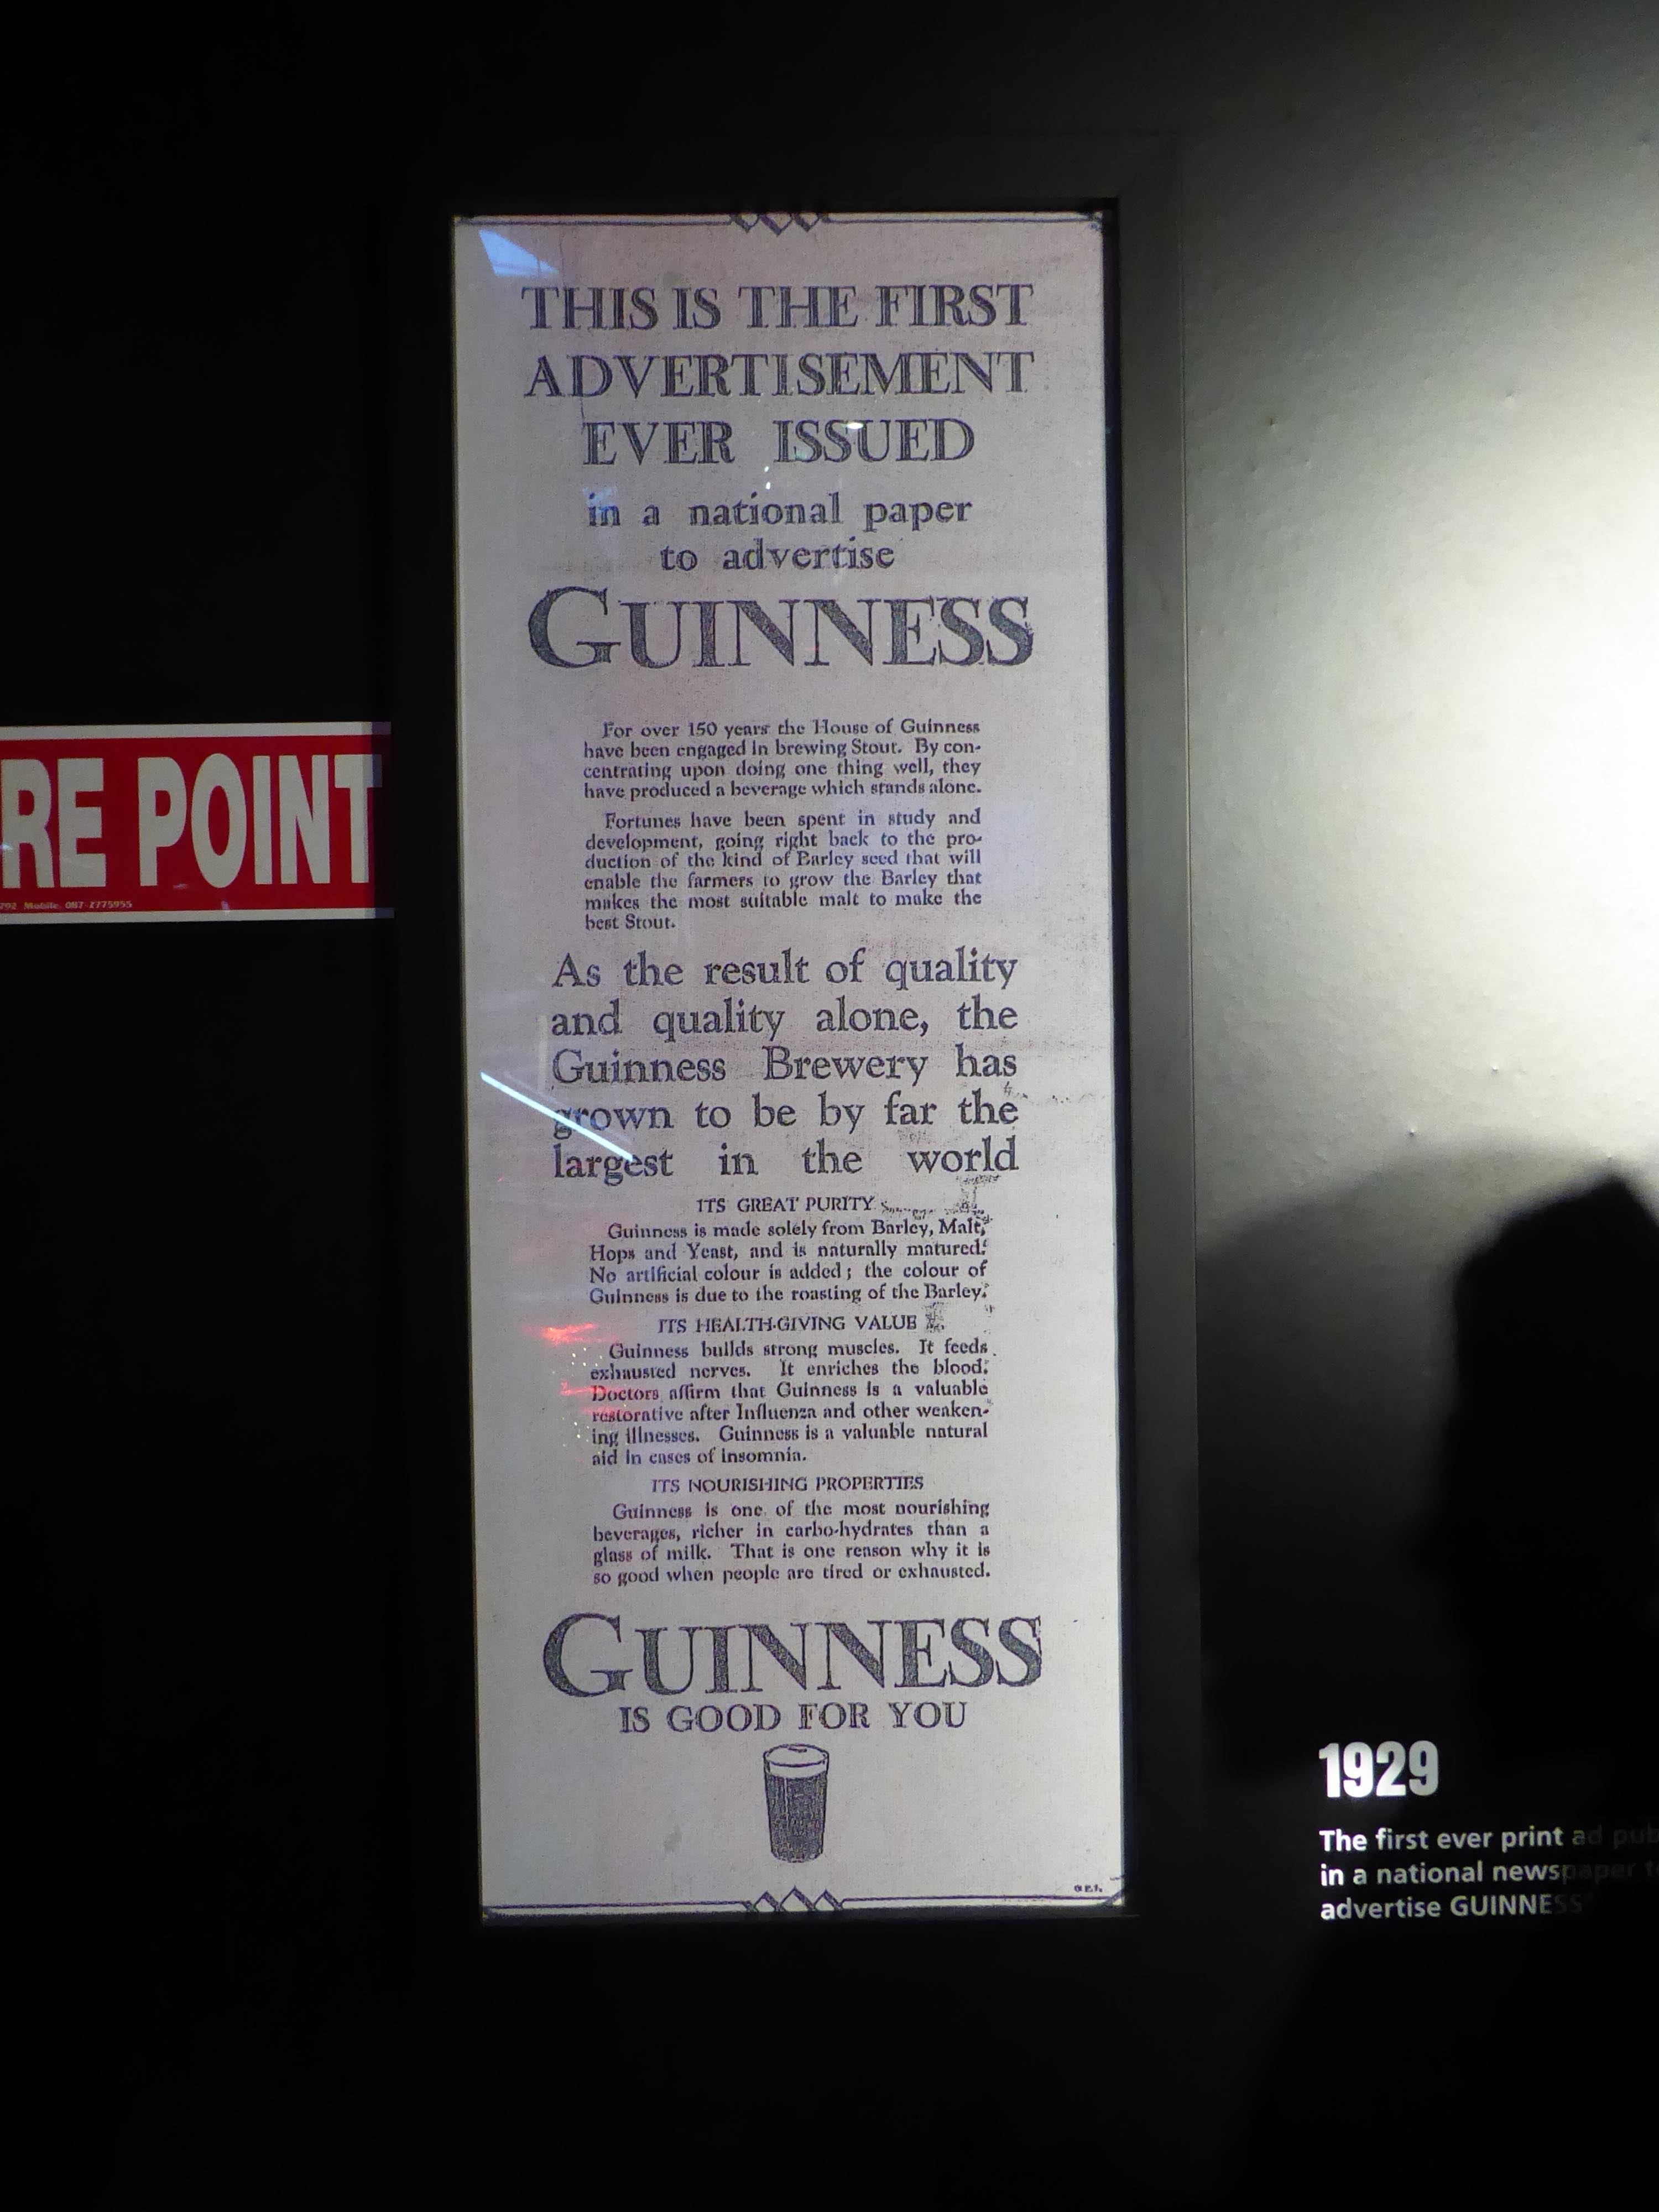 THIS IS THE FIRST
ADVERTISEMENT
EVER ISSUED
in a national paper
to advertise
GUINNESS
For over 150 years the House of Guinness
have been engaged in brewing Stout. By con-
centrating upon doing one thing well, they
have produced a beverage which stands alone.
Fortunes have been spent in study and
development, going right back to the pro-
duction of the kind of Barley seed that will
enable the farmers to grow the Barley that
makes the most suitable malt to make the
best Stout.
As the result of quality
and quality alone, the
Guinness Brewery has
grown to be by far the
largest in the world
ITS GREAT PURITY
Guinness is made solely from Barley, Malt,
Hops and Yeast, and is naturally matured.
No artificial colour is added; the colour of
Guinness is due to the roasting of the Barley.
ITS HEALTH-GIVING VALUE
Guinness builds strong muscles. It feeds
exhausted nerves. It enriches the blood.
Doctors affirm that Guinness is a valuable
restorative after Influenza and other weaken-
ing illnesses. Guinness is a valuable natural
aid in cases of insomnia.
ITS NOURISHING PROPERTIES
Guinness is one of the most nourishing
beverages, richer in carbo-hydrates than a
glass of milk. That is one reason why it is
so good when people are tired or exhausted.
GUINNESS
IS GOOD FOR YOU
RE POINT
792 Mobile. 087-2775955
1929
The first ever print ad pub
in a national newspaper t
advertise GUINNESS